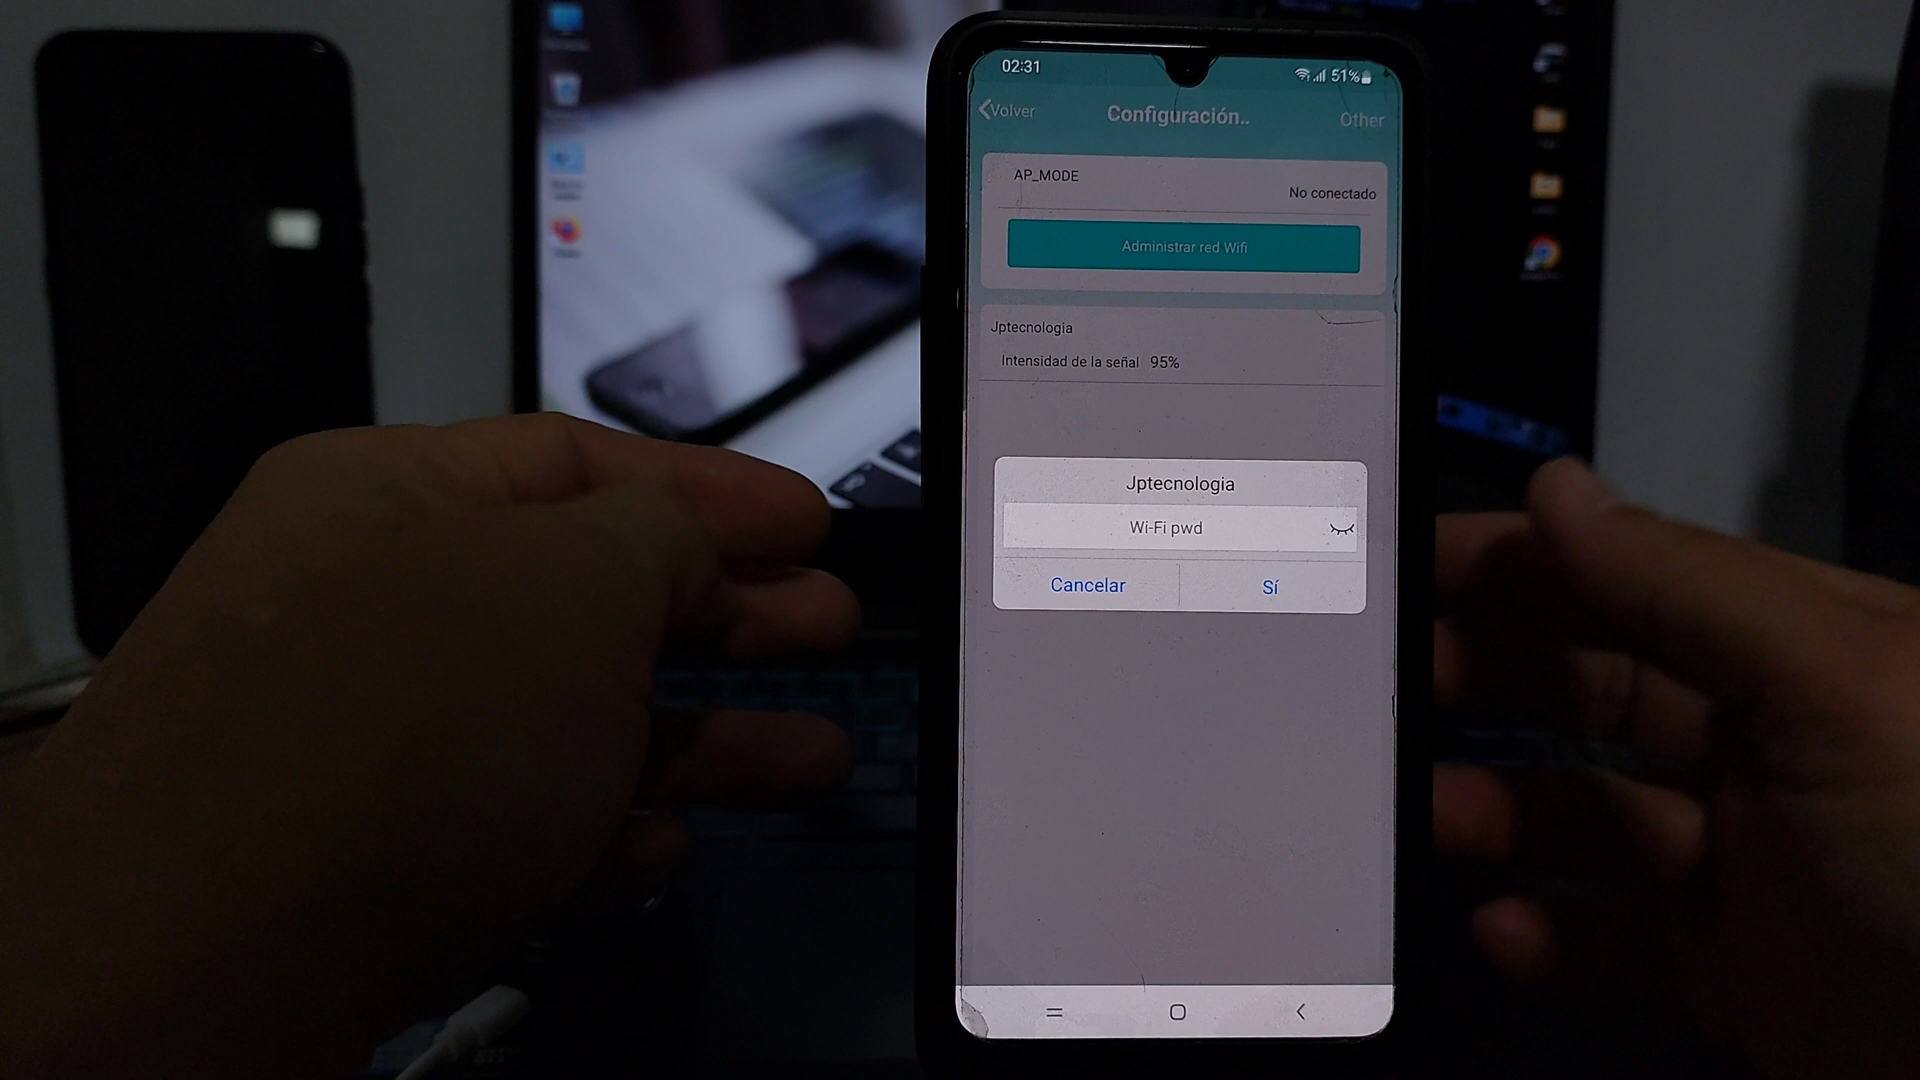 02:31
51%
Volver
Configuración..
Other
AP_MODE
No conectado
Administrar red Wifi
Jptecnologia
Intensidad de la señal 95%
Jptecnologia
Wi-Fi pwd
Cancelar
Sí